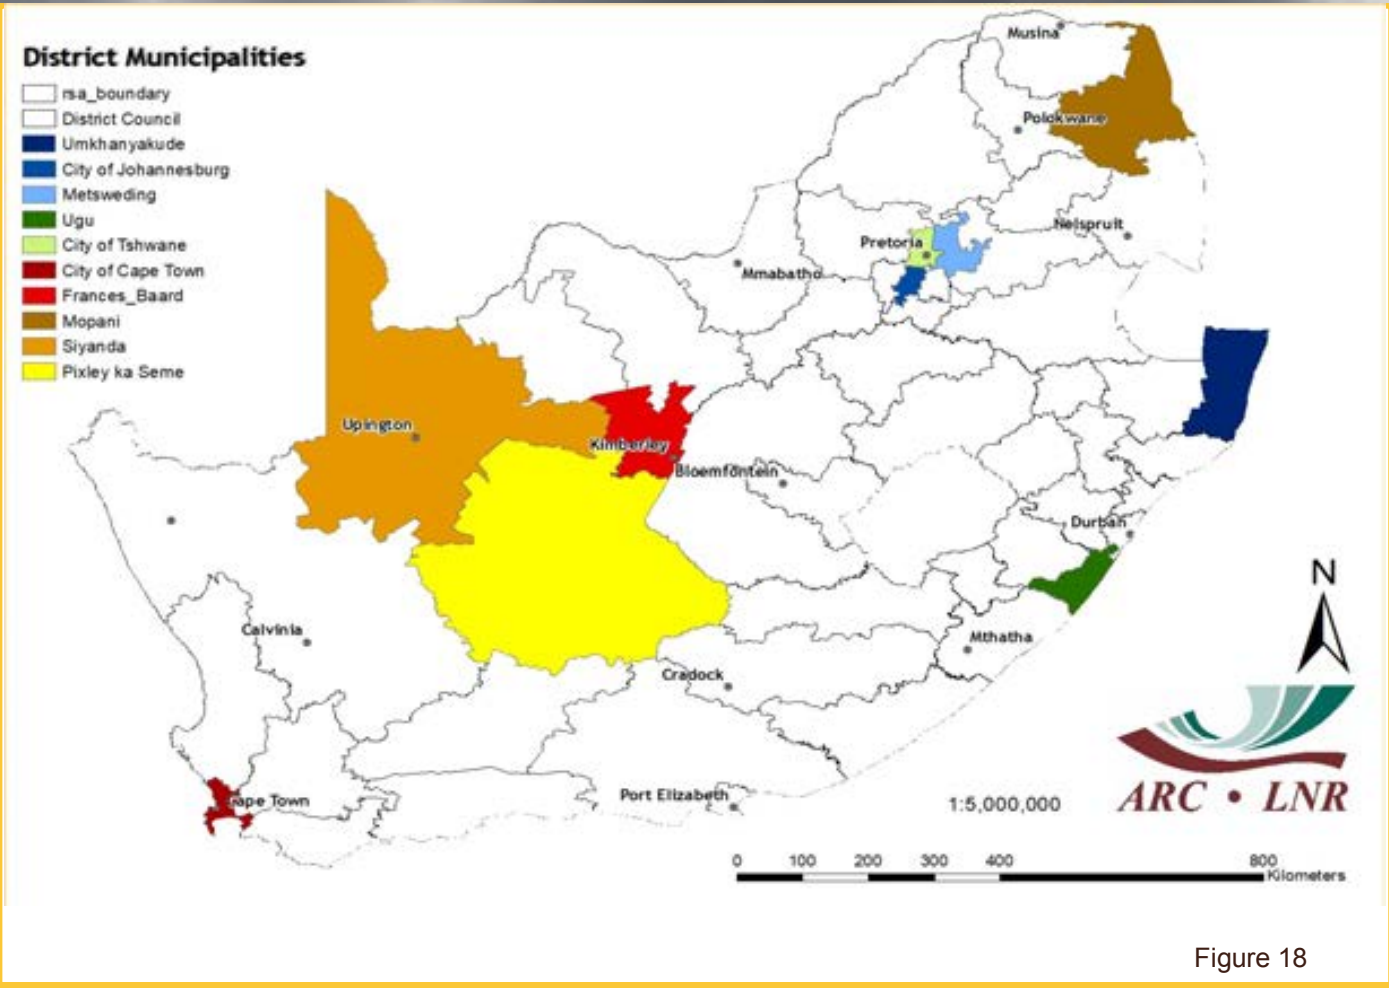 District Municipalities
rsa_boundary
District Council
Umkhanyakude
City of Johannesburg
Metsweding
Ugu
City of Tshwane
City of Cape Town
Frances_Baard
Mopani
Siyanda
Pixley ka Seme
Musina
Polokwane
Nelspruit
Pretoria
Mmabatho
Upington
Kimberley
Bloemfontein
Durban
N
Calvinia
Mthatha
Cradock
Port Elizabeth
Cape Town
1:5,000,000
ARC • LNR
0 100 200 300 400 800
Kilometers
Figure 18